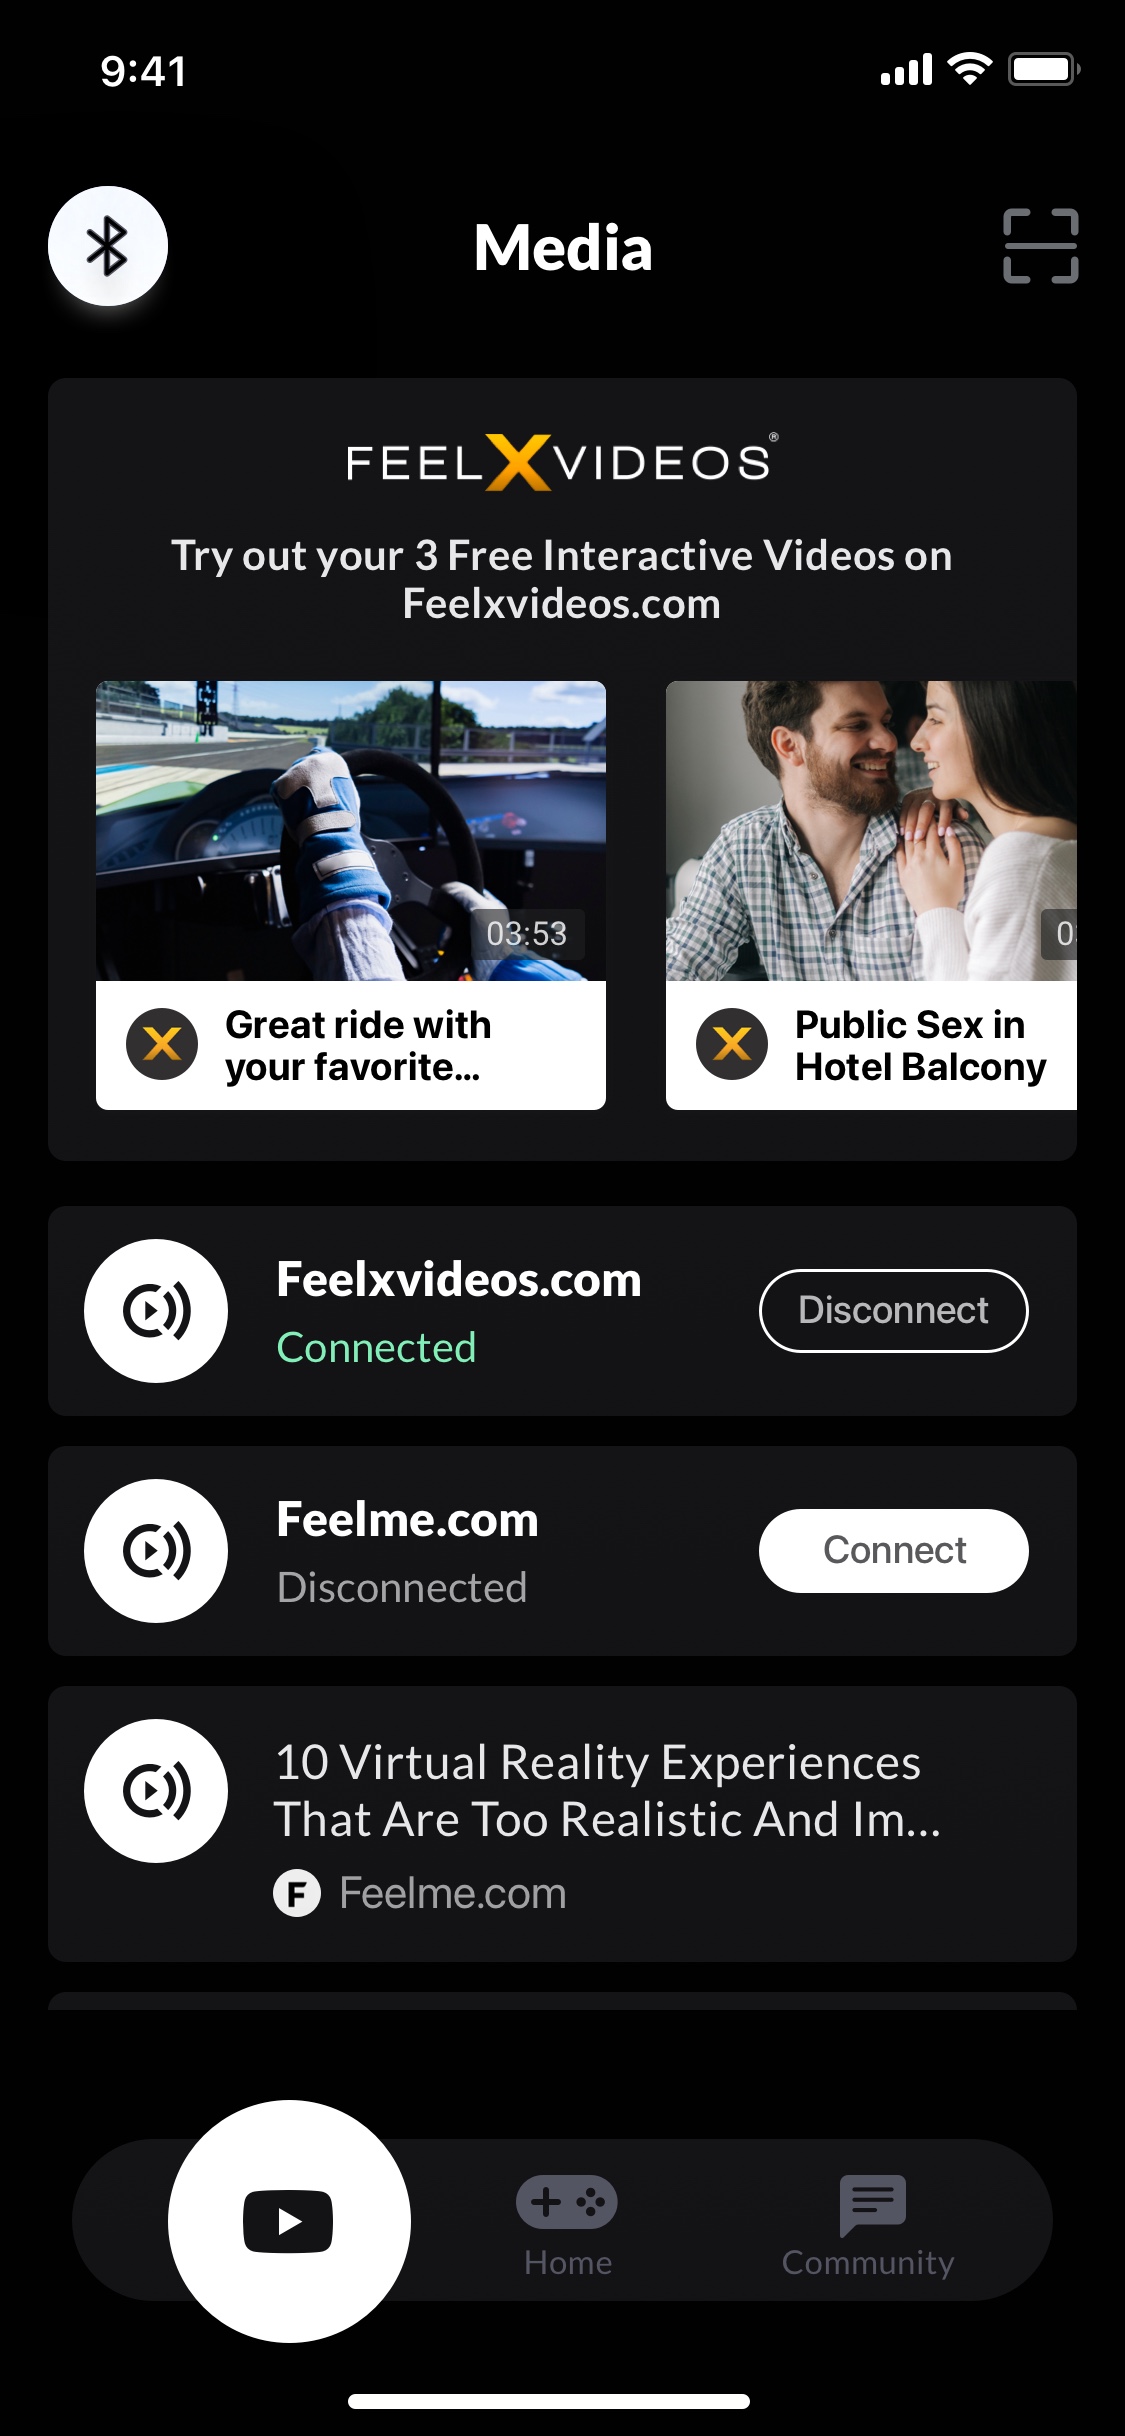 9:41
Media
FEELXVIDEOS®
Try out your 3 Free Interactive Videos on
Feelxvideos.com
03:53
X
Great ride with
your favorite...
X
Public Sex in
Hotel Balcony
Feelxvideos.com
Connected
Disconnect
Feelme.com
Disconnected
Connect
10 Virtual Reality Experiences
That Are Too Realistic And Im...
F Feelme.com
Home
Community